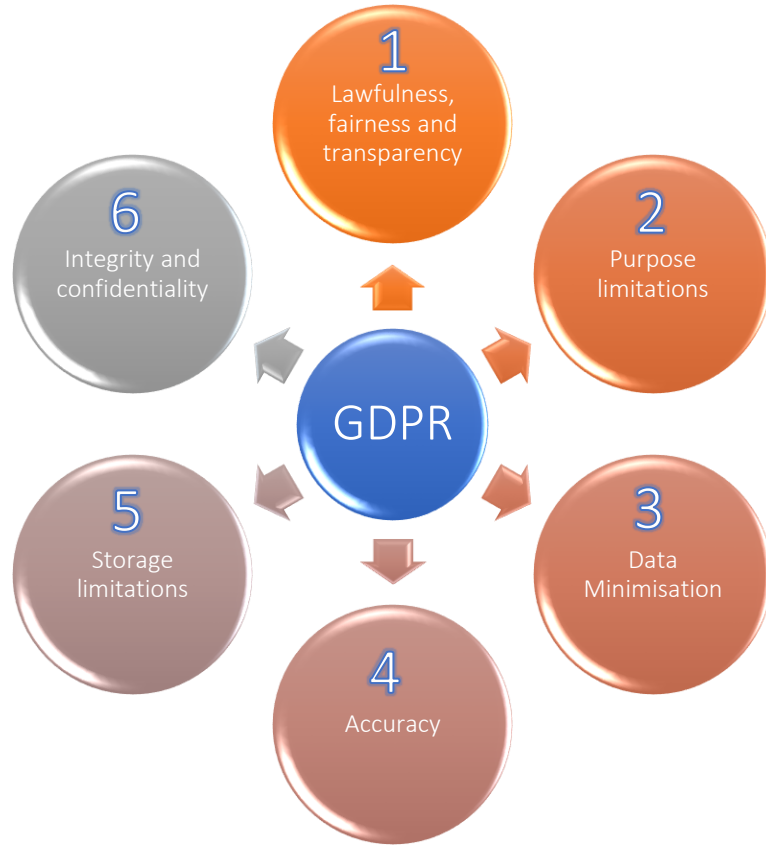 1
Lawfulness,
fairness and
transparency
2
Purpose
limitations
3
Data
Minimisation
4
Accuracy
5
Storage
limitations
6
Integrity and
confidentiality
GDPR